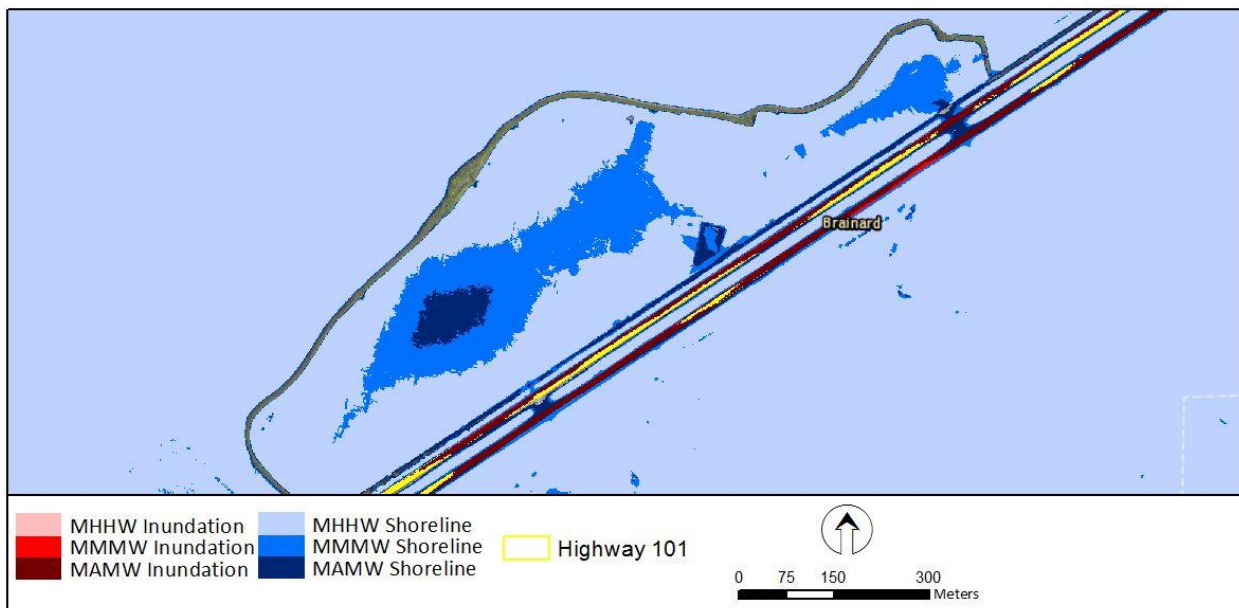 Brainard
MHHW Inundation
MMMW Inundation
MAMW Inundation
MHHW Shoreline
MMMW Shoreline
MAMW Shoreline
Highway 101
0 75 150 300
Meters